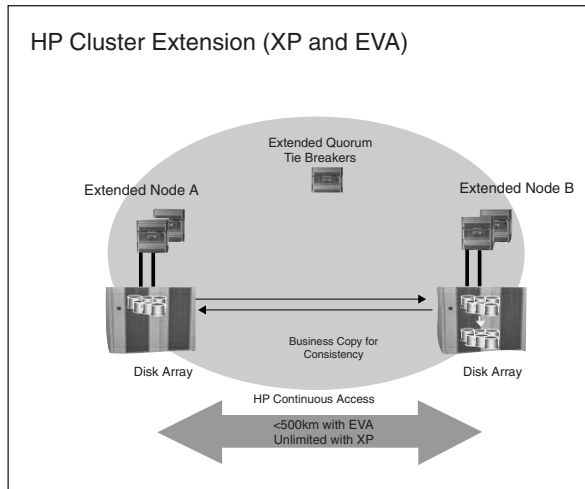 HP Cluster Extension (XP and EVA)
Extended Quorum
Tie Breakers
Extended Node A
Extended Node B
Business Copy for
Consistency
Disk Array
Disk Array
HP Continuous Access
<500km with EVA
Unlimited with XP